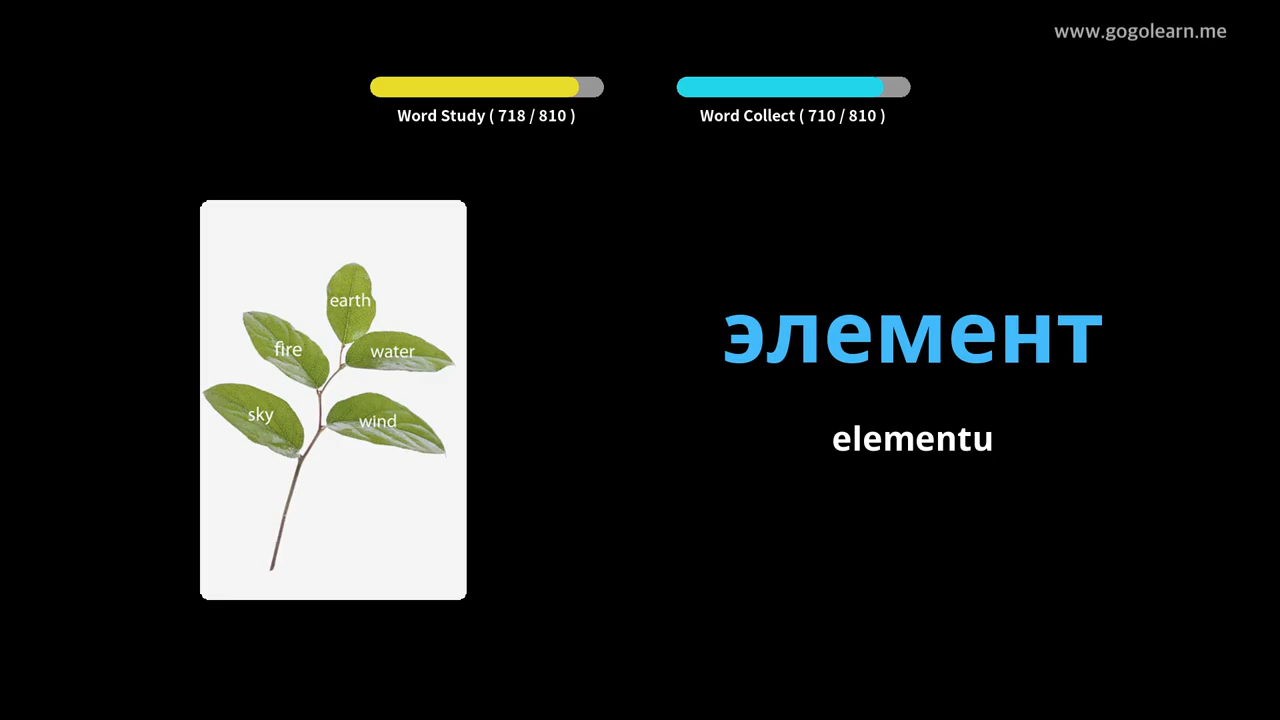 www.gogolearn.me
Word Study ( 718 / 810 )
Word Collect ( 710 / 810 )
earth
fire
water
sky
wind
элемент
elementu